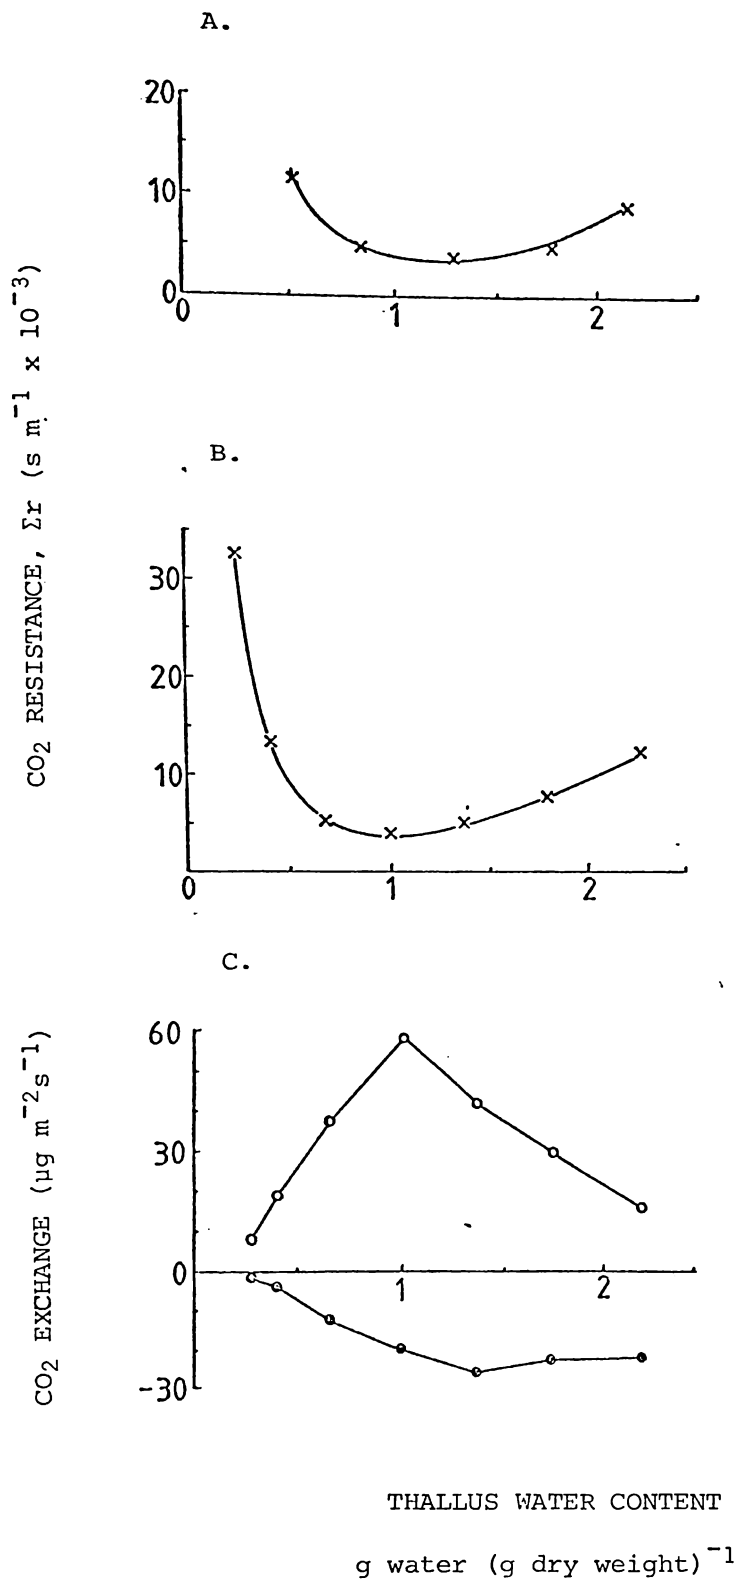 A.
CO2 RESISTANCE, Σr (s m⁻¹ x 10⁻³)
20
10
0
0 1 2
B.
30
20
10
0 1 2
C.
CO2 EXCHANGE (µg m⁻²s⁻¹)
60
30
0
1 2
-30
THALLUS WATER CONTENT
g water (g dry weight)⁻¹